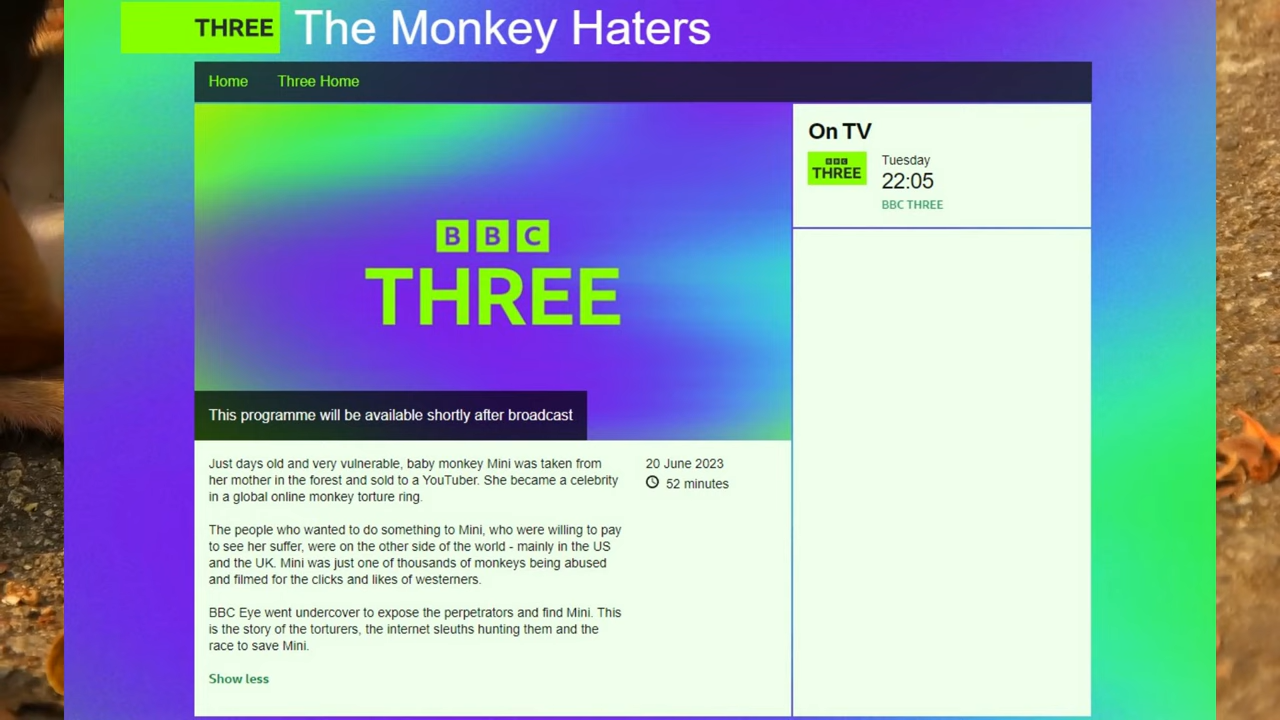 THREE The Monkey Haters
Home Three Home
BBC
THREE
This programme will be available shortly after broadcast
On TV
BBC
THREE
Tuesday
22:05
BBC THREE
Just days old and very vulnerable, baby monkey Mini was taken from
her mother in the forest and sold to a YouTuber. She became a celebrity
in a global online monkey torture ring.
The people who wanted to do something to Mini, who were willing to pay
to see her suffer, were on the other side of the world - mainly in the US
and the UK. Mini was just one of thousands of monkeys being abused
and filmed for the clicks and likes of westerners.
BBC Eye went undercover to expose the perpetrators and find Mini. This
is the story of the torturers, the internet sleuths hunting them and the
race to save Mini.
Show less
20 June 2023
52 minutes